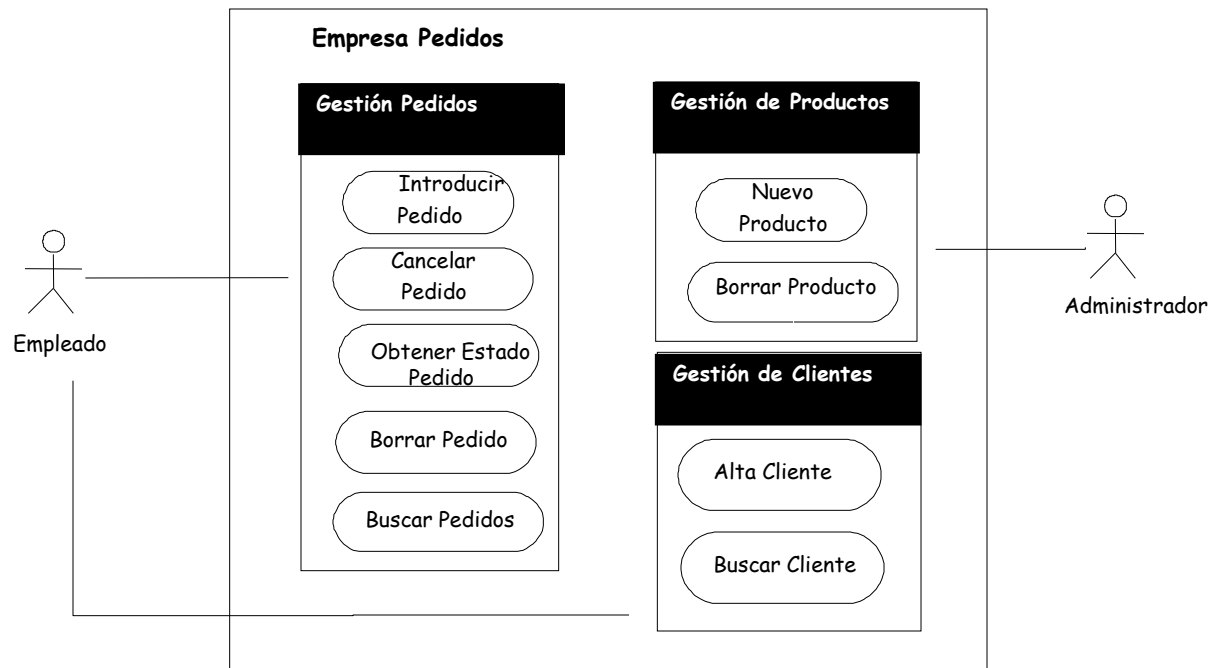 Empresa Pedidos
Gestión Pedidos
Introducir
Pedido
Cancelar
Pedido
Obtener Estado
Pedido
Borrar Pedido
Buscar Pedidos
Gestión de Productos
Nuevo
Producto
Borrar Producto
Gestión de Clientes
Alta Cliente
Buscar Cliente
Empleado
Administrador